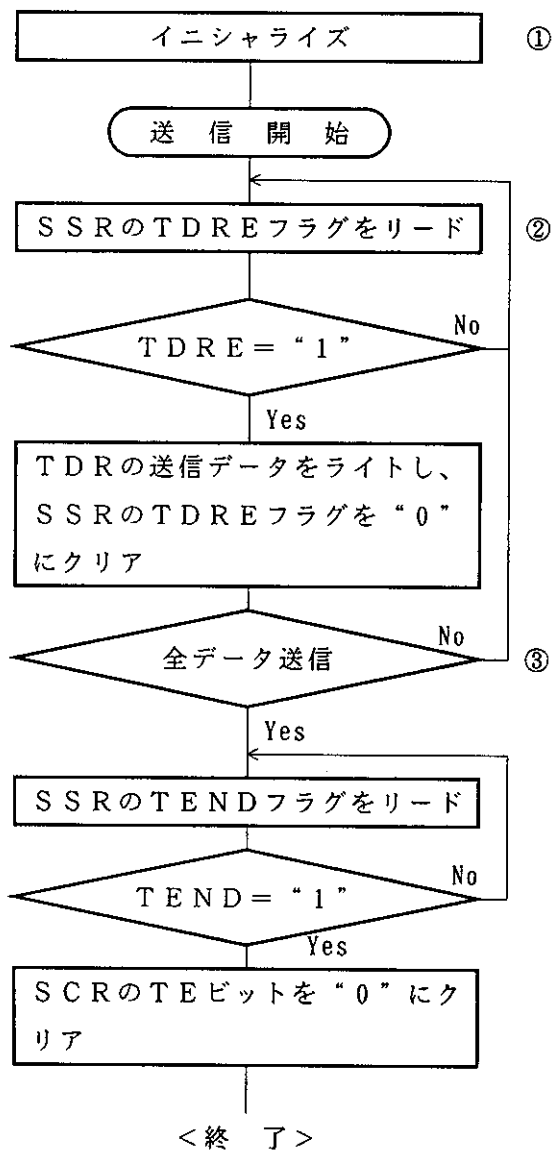 イニシャライズ ①
送信開始
SSRのTDREフラグをリード ②
TDRE=“1” No
Yes
TDRの送信データをライトし、
SSRのTDREフラグを“0”
にクリア
全データ送信 No ③
Yes
SSRのTENDフラグをリード
TEND=“1” No
Yes
SCRのTEビットを“0”にク
リア
<終 了>